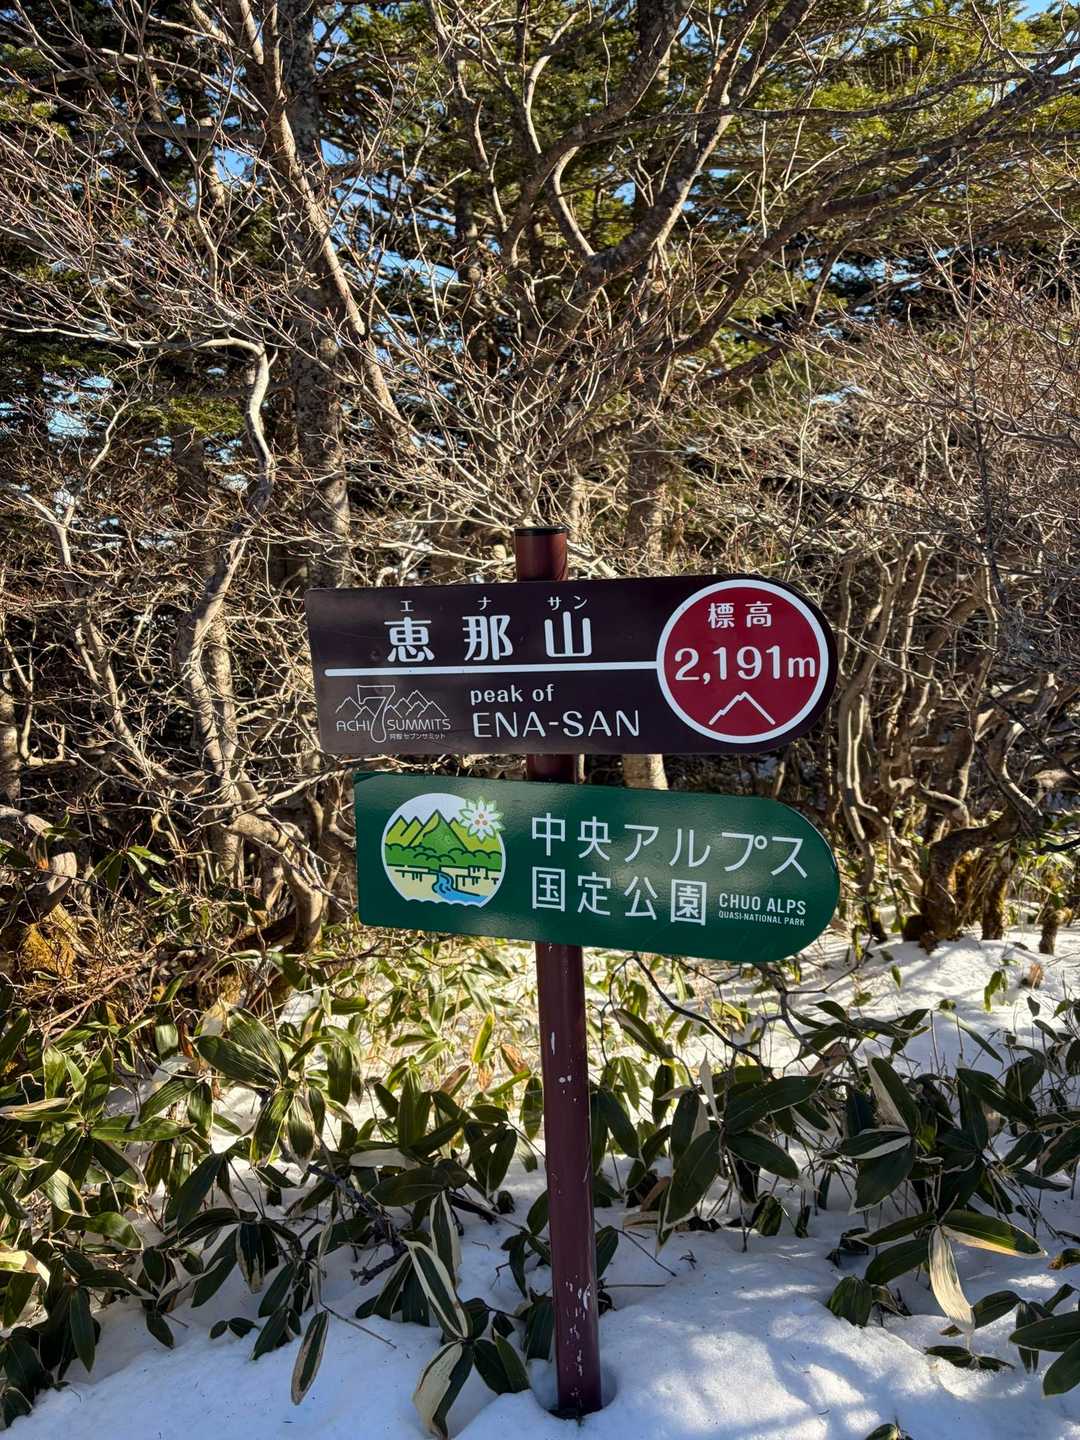 エ ナ サン
恵那山
標高
2,191m
ACHI 7 SUMMITS
阿智セブンサミット
peak of
ENA-SAN
中央アルプス
国定公園
CHUO ALPS
QUASI-NATIONAL PARK